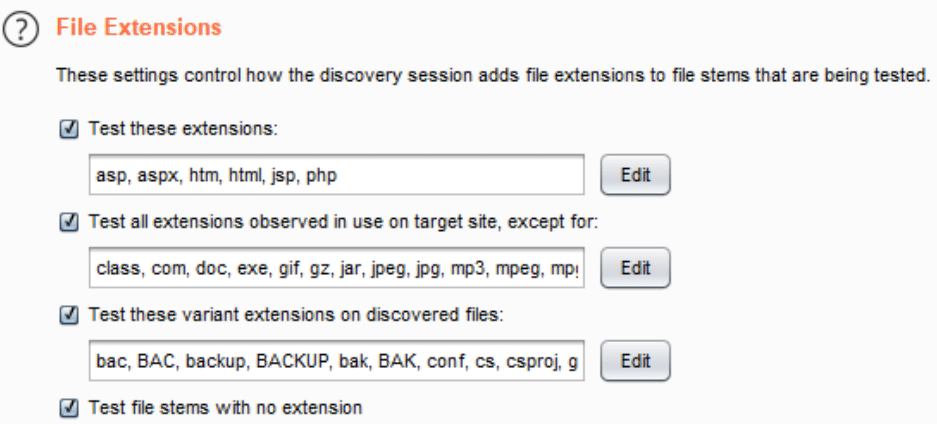 File Extensions
These settings control how the discovery session adds file extensions to file stems that are being tested.
Test these extensions:
asp, aspx, htm, html, jsp, php
Edit
Test all extensions observed in use on target site, except for:
class, com, doc, exe, gif, gz, jar, jpeg, jpg, mp3, mpeg,
Edit
Test these variant extensions on discovered files:
bac, BAC, backup, BACKUP, bak, BAK, conf, cs, csproj, g
Edit
Test file stems with no extension